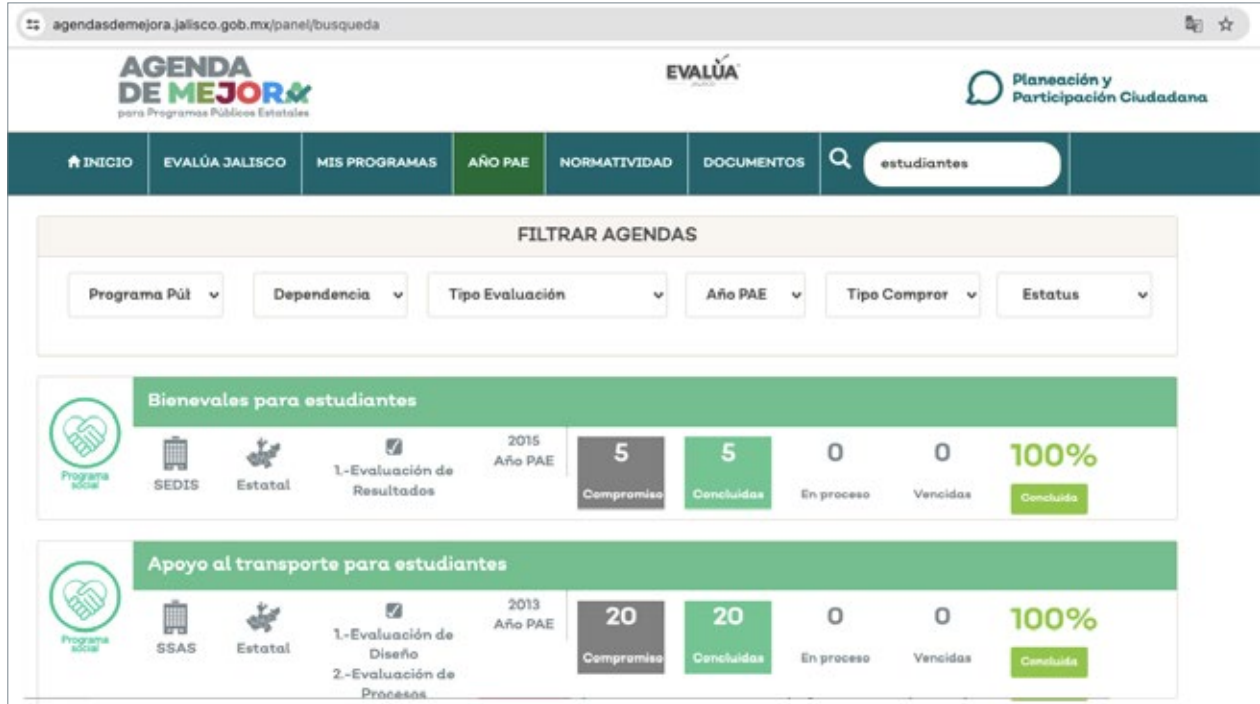 agendasdemejora.jalisco.gob.mx/panel/busqueda
AGENDA
DE MEJORA
para Programas Públicos Estatales
EVALÚA
Planeación y
Participación Ciudadana
INICIO
EVALÚA JALISCO
MIS PROGRAMAS
AÑO PAE
NORMATIVIDAD
DOCUMENTOS
estudiantes
FILTRAR AGENDAS
Programa Púl
Dependencia
Tipo Evaluación
Año PAE
Tipo Compror
Estatus
Bienevales para estudiantes
Programa
social
SEDIS
Estatal
1.-Evaluación de
Resultados
2015
Año PAE
5
Compromiso
5
Concluidas
0
En proceso
0
Vencidas
100%
Concluida
Apoyo al transporte para estudiantes
Programa
social
SSAS
Estatal
1.-Evaluación de
Diseño
2.-Evaluación de
Procesos
2013
Año PAE
20
Compromiso
20
Concluidas
0
En proceso
0
Vencidas
100%
Concluida